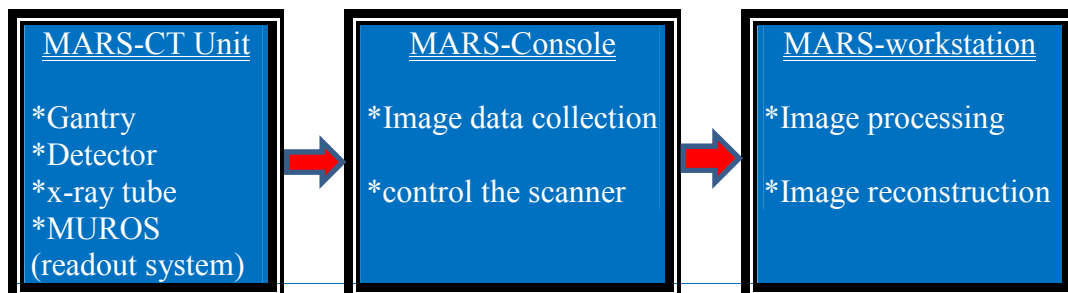 MARS-CT Unit
*Gantry
*Detector
*x-ray tube
*MUROS
(readout system)
MARS-Console
*Image data collection
*control the scanner
MARS-workstation
*Image processing
*Image reconstruction